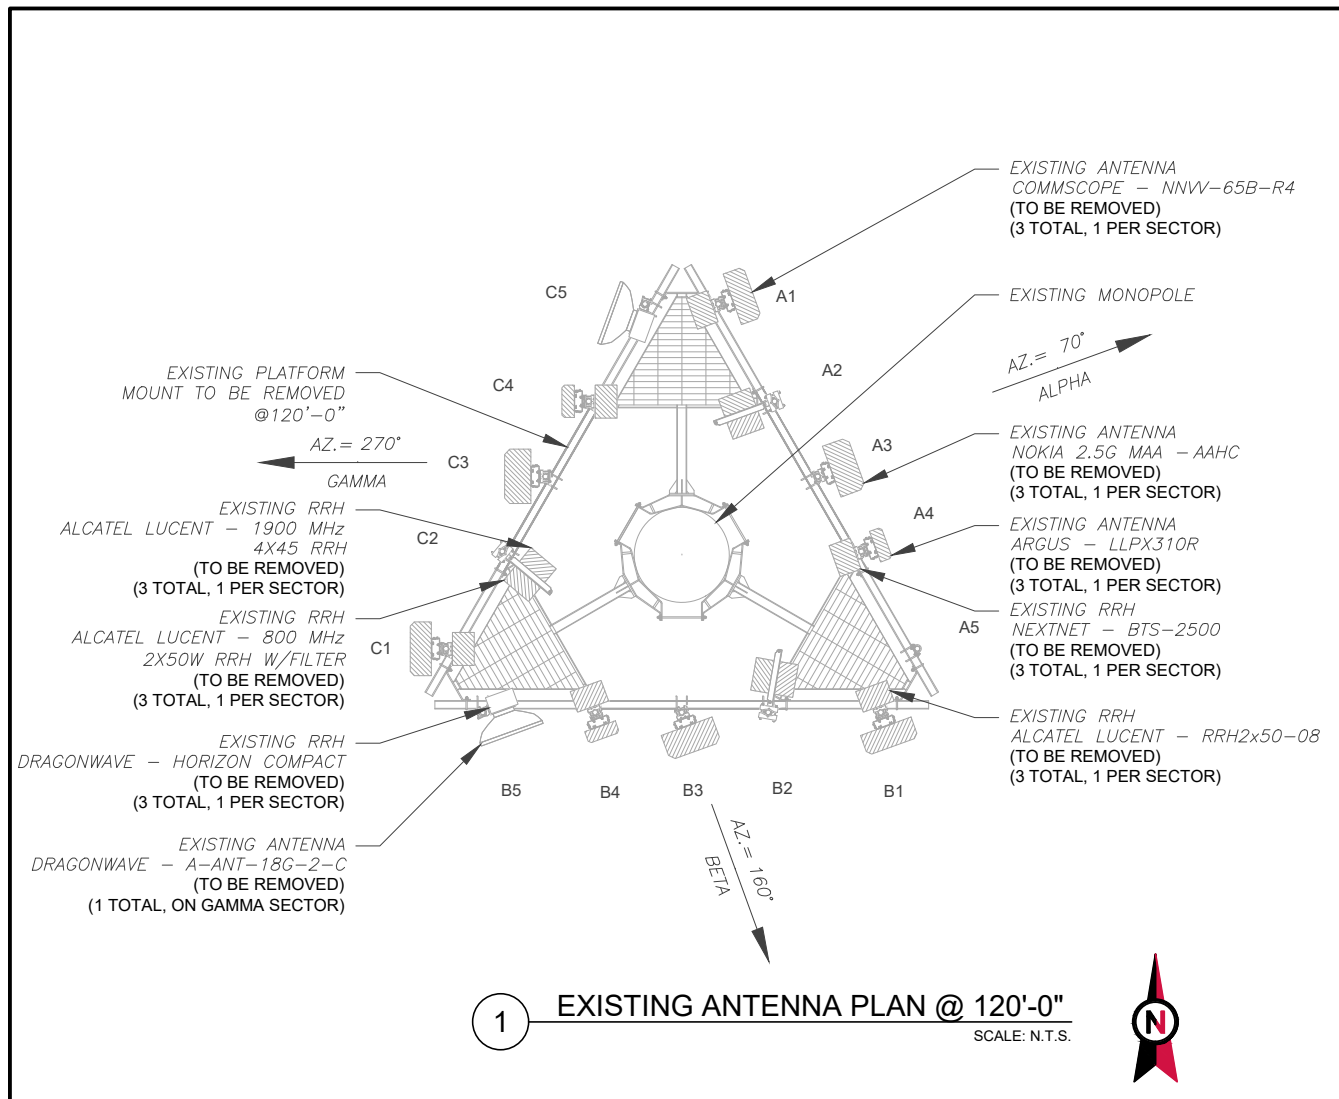 EXISTING ANTENNA
COMMSCOPE – NNVV-65B-R4
(TO BE REMOVED)
(3 TOTAL, 1 PER SECTOR)
C5
A1
EXISTING MONOPOLE
AZ.= 70°
ALPHA
EXISTING PLATFORM
MOUNT TO BE REMOVED
@120'-0"
C4
A2
AZ.= 270°
GAMMA
C3
A3
EXISTING ANTENNA
NOKIA 2.5G MAA – AAHC
(TO BE REMOVED)
(3 TOTAL, 1 PER SECTOR)
EXISTING RRH
ALCATEL LUCENT – 1900 MHz
4X45 RRH
(TO BE REMOVED)
(3 TOTAL, 1 PER SECTOR)
C2
A4
EXISTING ANTENNA
ARGUS – LLPX310R
(TO BE REMOVED)
(3 TOTAL, 1 PER SECTOR)
EXISTING RRH
ALCATEL LUCENT – 800 MHz
2X50W RRH W/FILTER
(TO BE REMOVED)
(3 TOTAL, 1 PER SECTOR)
C1
A5
EXISTING RRH
NEXTNET – BTS-2500
(TO BE REMOVED)
(3 TOTAL, 1 PER SECTOR)
EXISTING RRH
ALCATEL LUCENT – RRH2x50-08
(TO BE REMOVED)
(3 TOTAL, 1 PER SECTOR)
EXISTING RRH
DRAGONWAVE – HORIZON COMPACT
(TO BE REMOVED)
(3 TOTAL, 1 PER SECTOR)
B5
B4
B3
B2
B1
AZ.= 160°
BETA
EXISTING ANTENNA
DRAGONWAVE – A-ANT-18G-2-C
(TO BE REMOVED)
(1 TOTAL, ON GAMMA SECTOR)
1
EXISTING ANTENNA PLAN @ 120'-0"
SCALE: N.T.S.
N